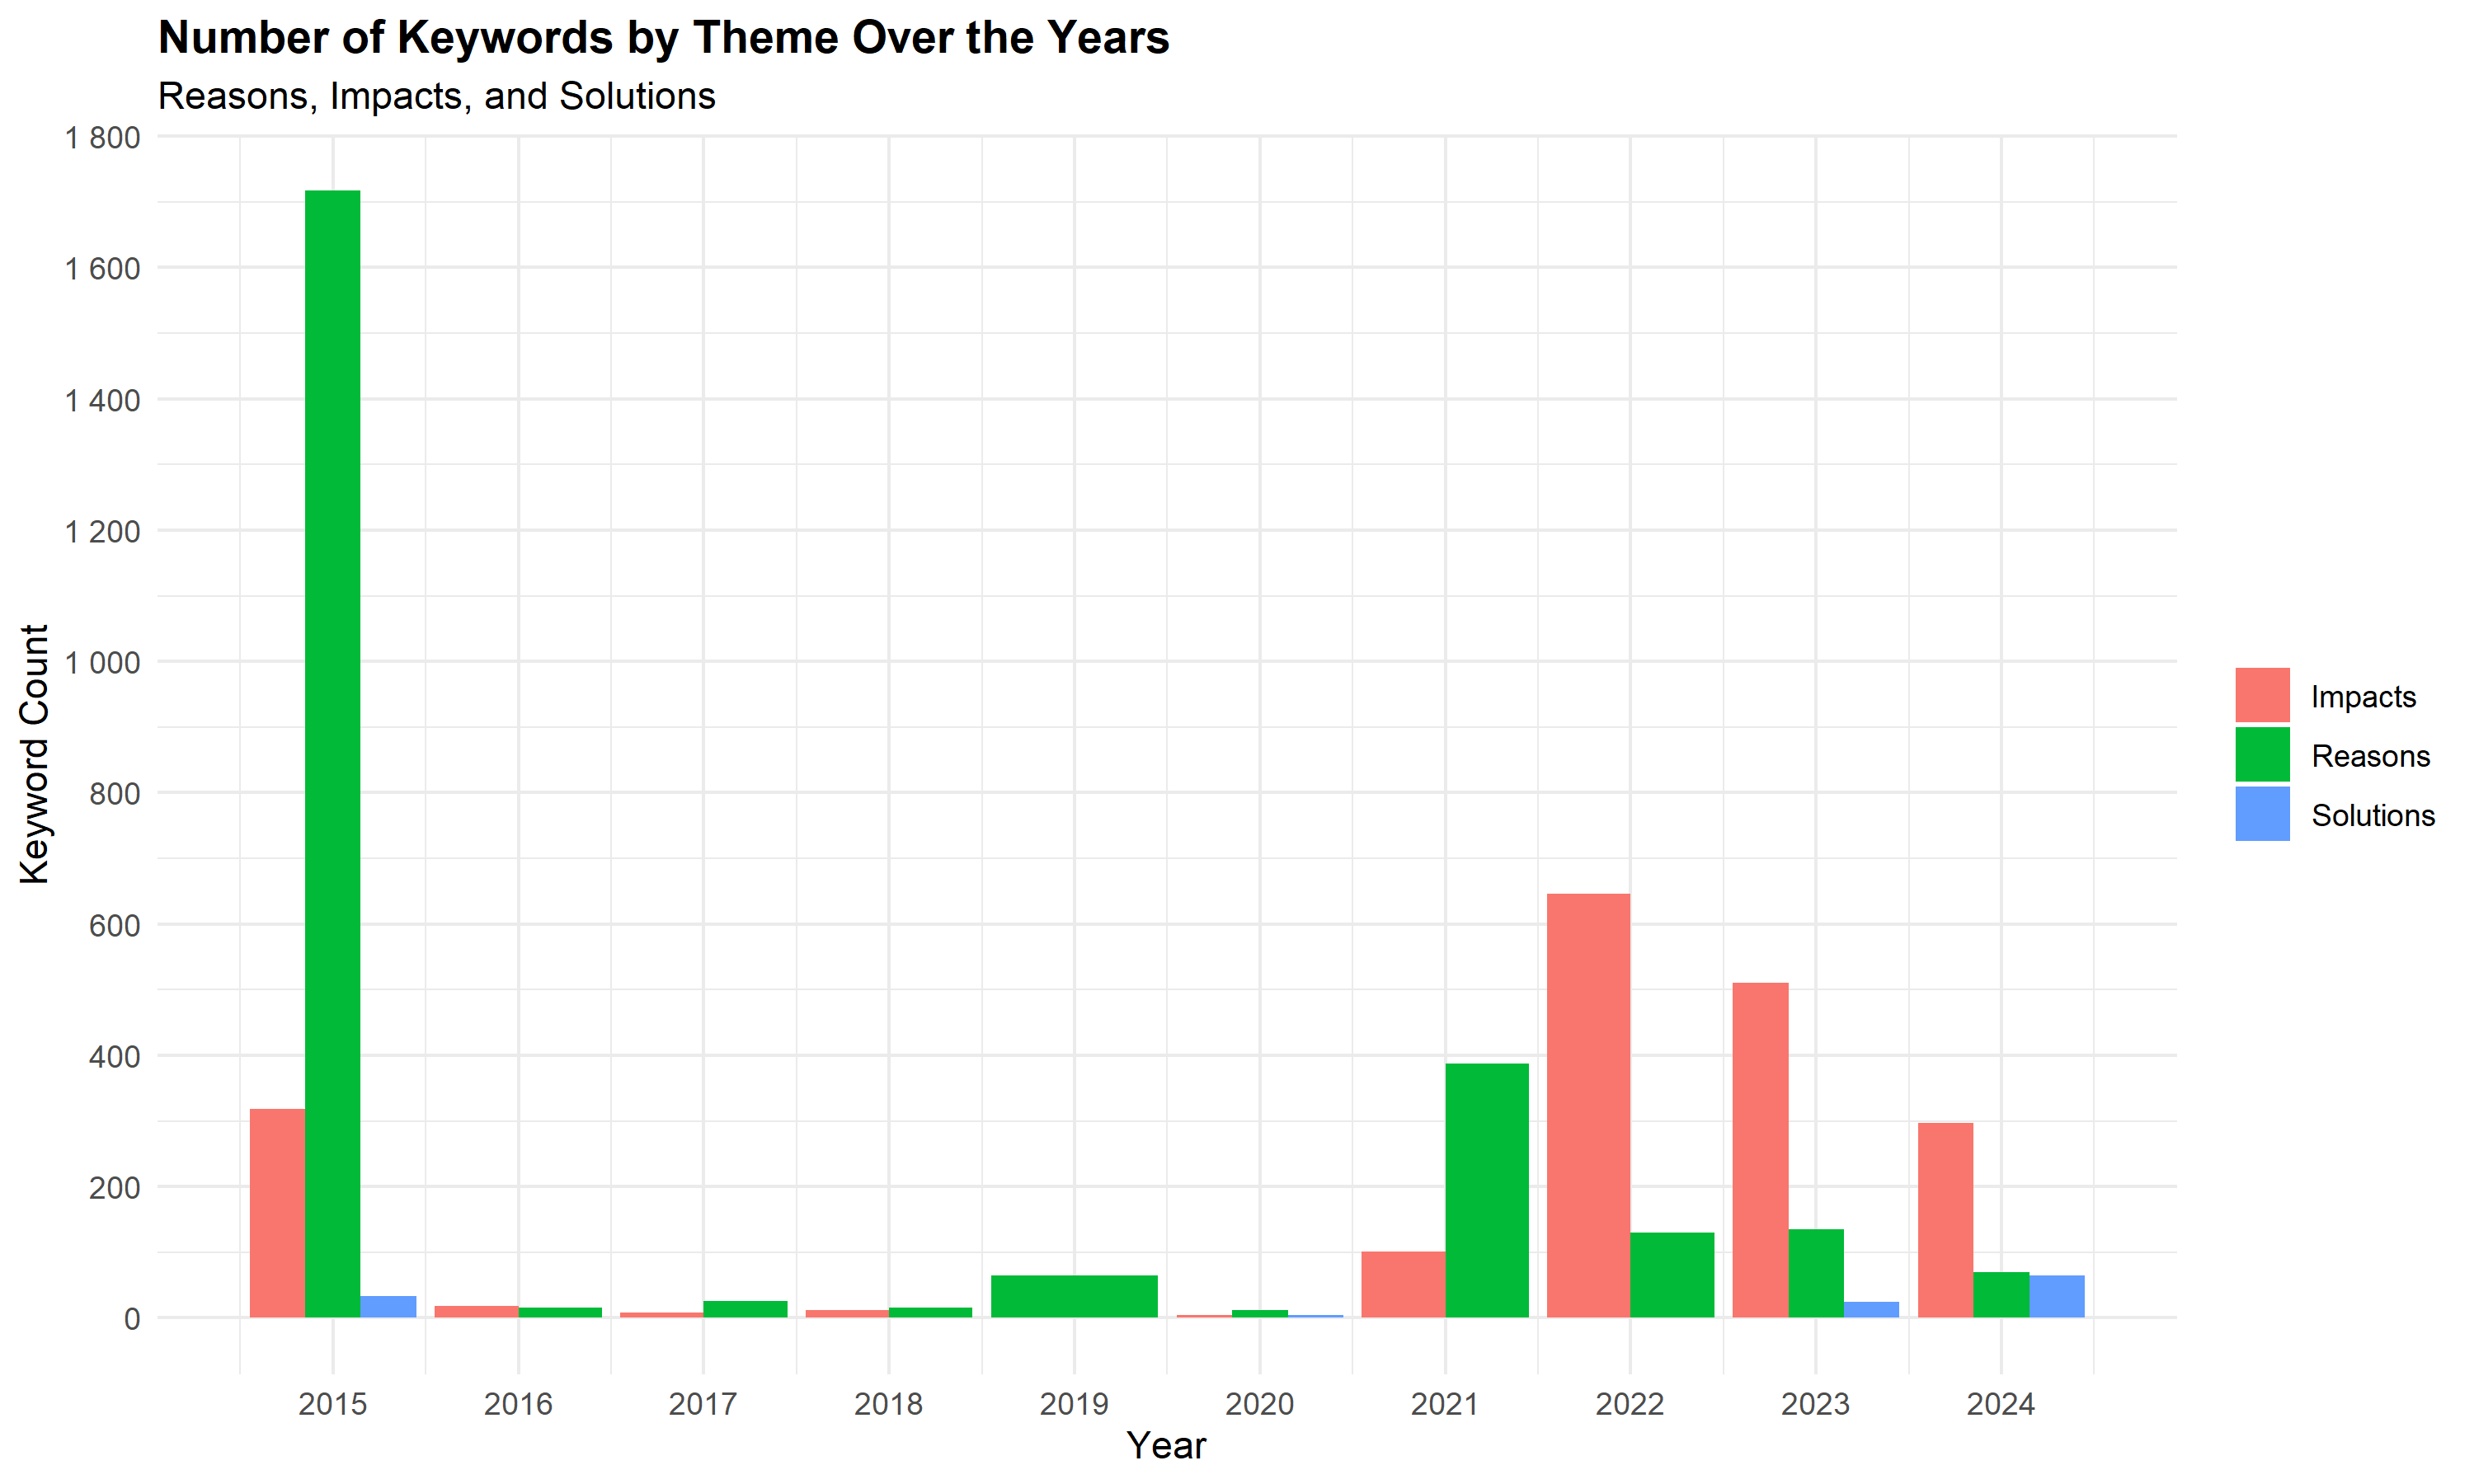 Number of Keywords by Theme Over the Years
Reasons, Impacts, and Solutions
1 800
1 600
1 400
1 200
1 000
800
600
400
200
0
Keyword Count
2015 2016 2017 2018 2019 2020 2021 2022 2023 2024
Year
Impacts
Reasons
Solutions